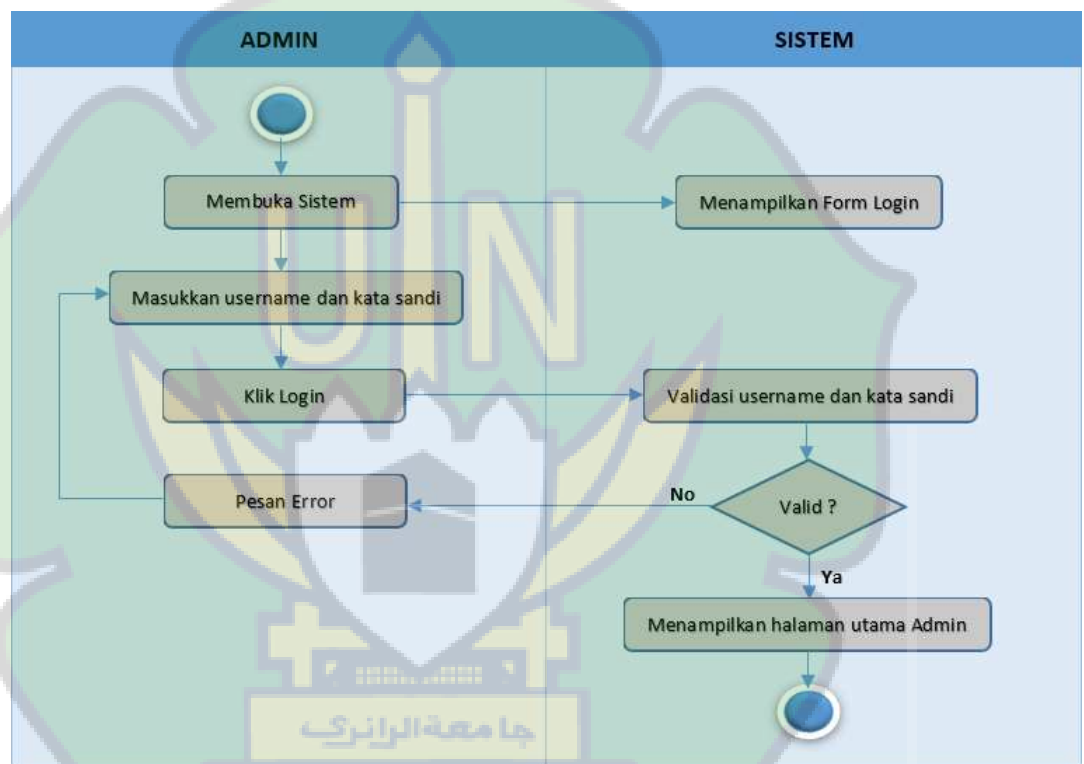 ADMIN
SISTEM
Membuka Sistem
Menampilkan Form Login
Masukkan username dan kata sandi
Klik Login
Validasi username dan kata sandi
Pesan Error
No
Valid ?
Ya
Menampilkan halaman utama Admin
UIN
جامعة الرانري